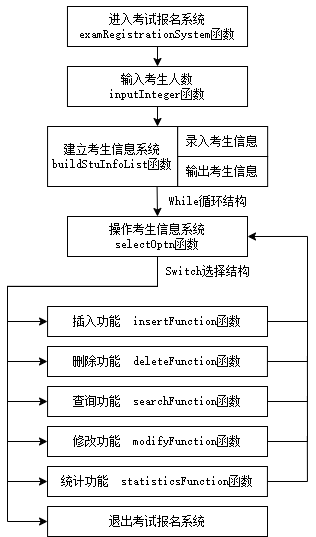 进入考试报名系统
examRegistrationSystem函数
输入考生人数
inputInteger函数
建立考生信息系统
buildStuInfoList函数
录入考生信息
输出考生信息
While循环结构
操作考生信息系统
selectOptn函数
Switch选择结构
插入功能 insertFunction函数
删除功能 deleteFunction函数
查询功能 searchFunction函数
修改功能 modifyFunction函数
统计功能 statisticsFunction函数
退出考试报名系统